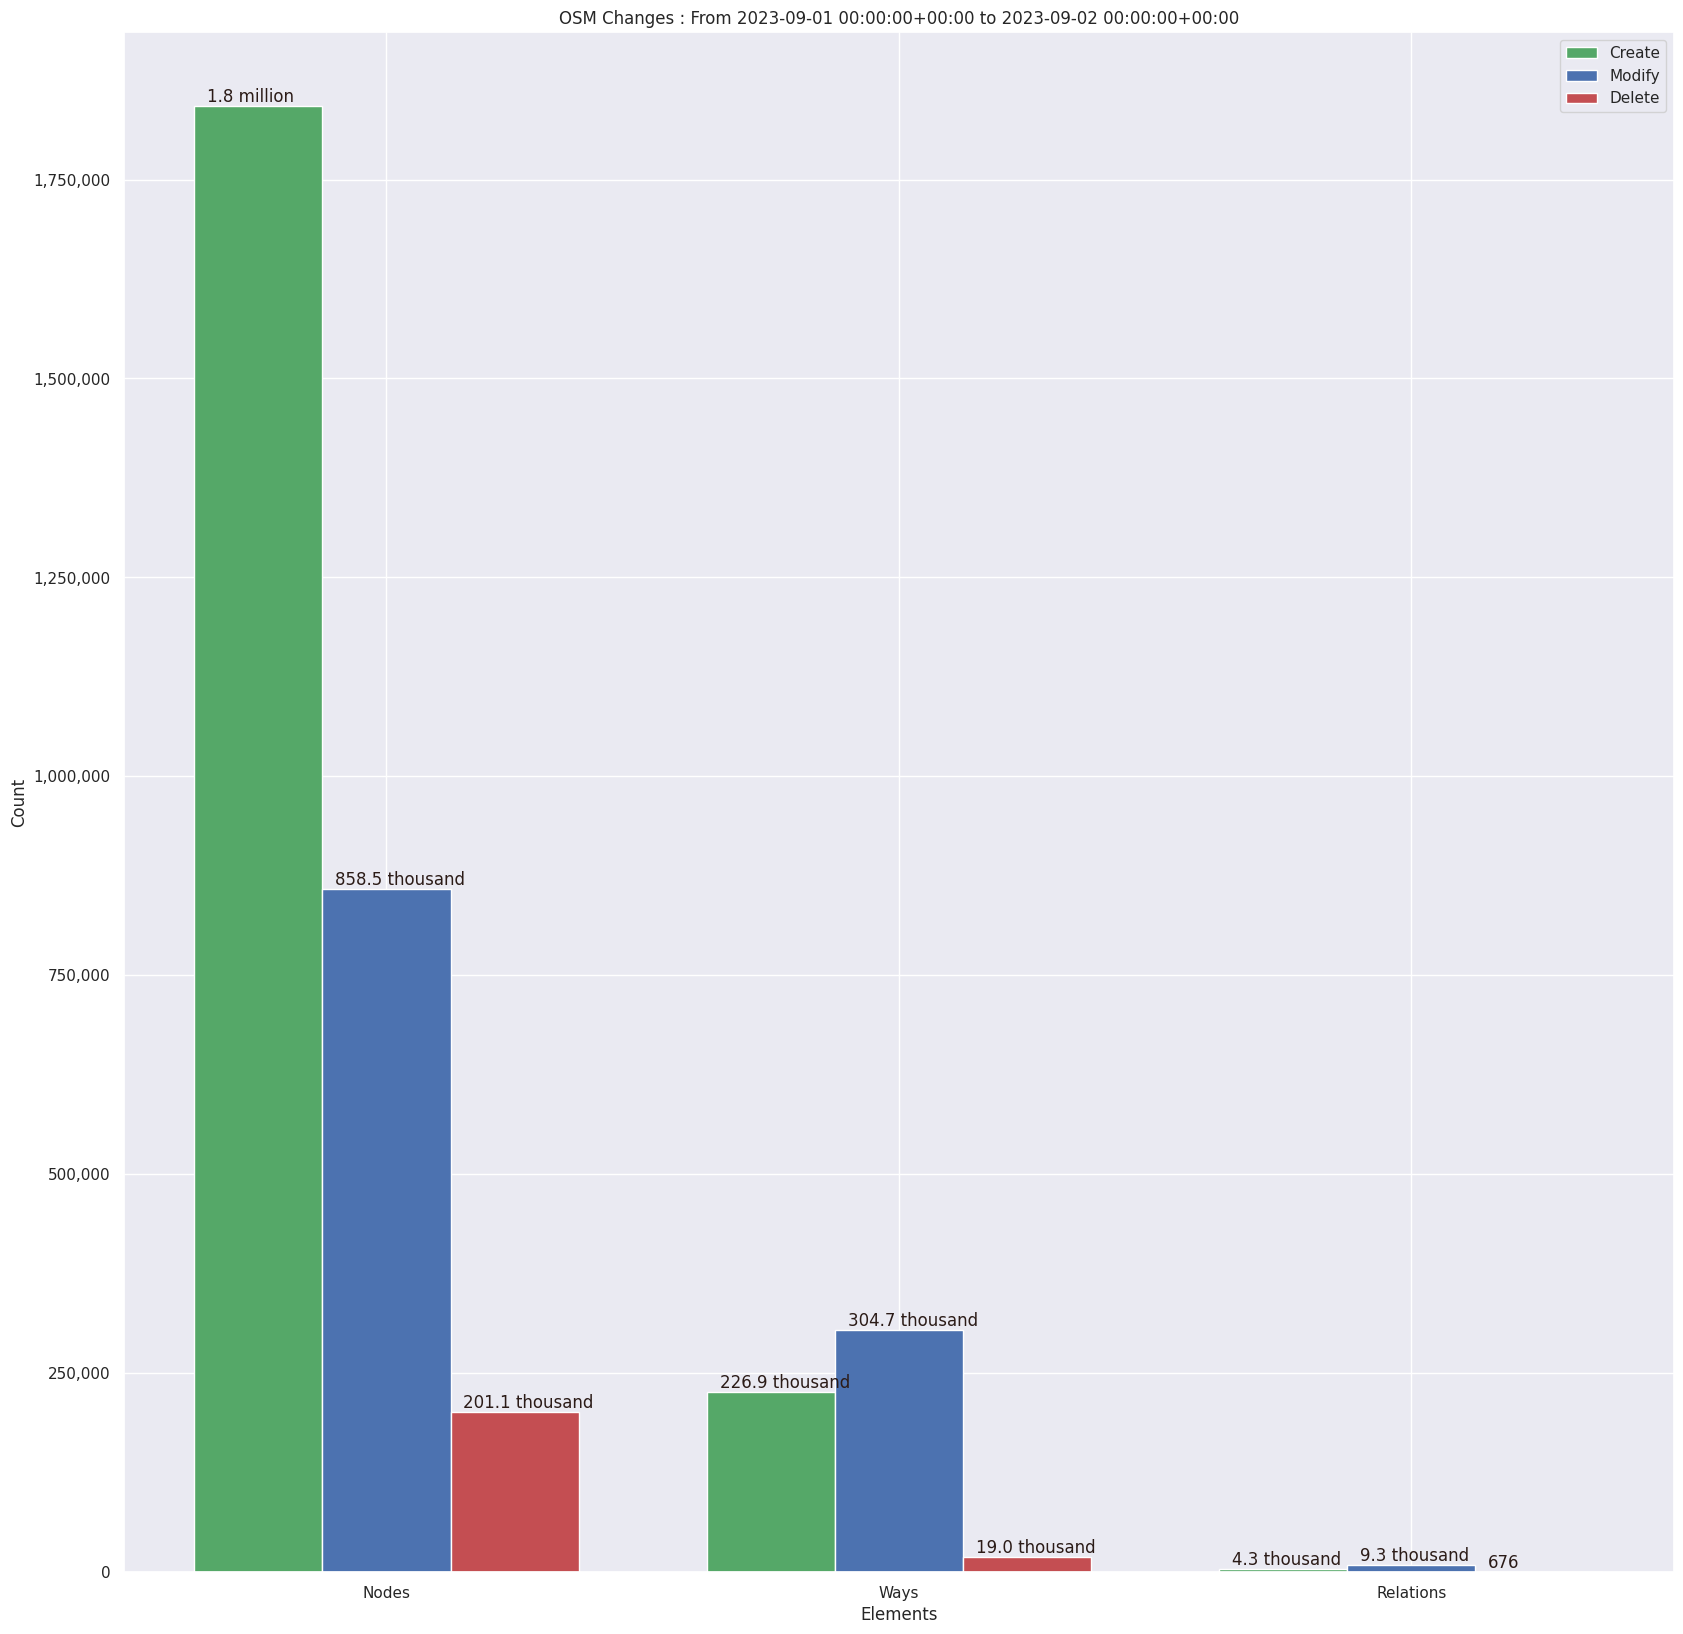 OSM Changes : From 2023-09-01 00:00:00+00:00 to 2023-09-02 00:00:00+00:00
Create
Modify
Delete
1.8 million
1,750,000
1,500,000
1,250,000
1,000,000
Count
858.5 thousand
750,000
500,000
304.7 thousand
250,000
226.9 thousand
201.1 thousand
19.0 thousand
4.3 thousand
9.3 thousand
676
0
Nodes
Ways
Relations
Elements